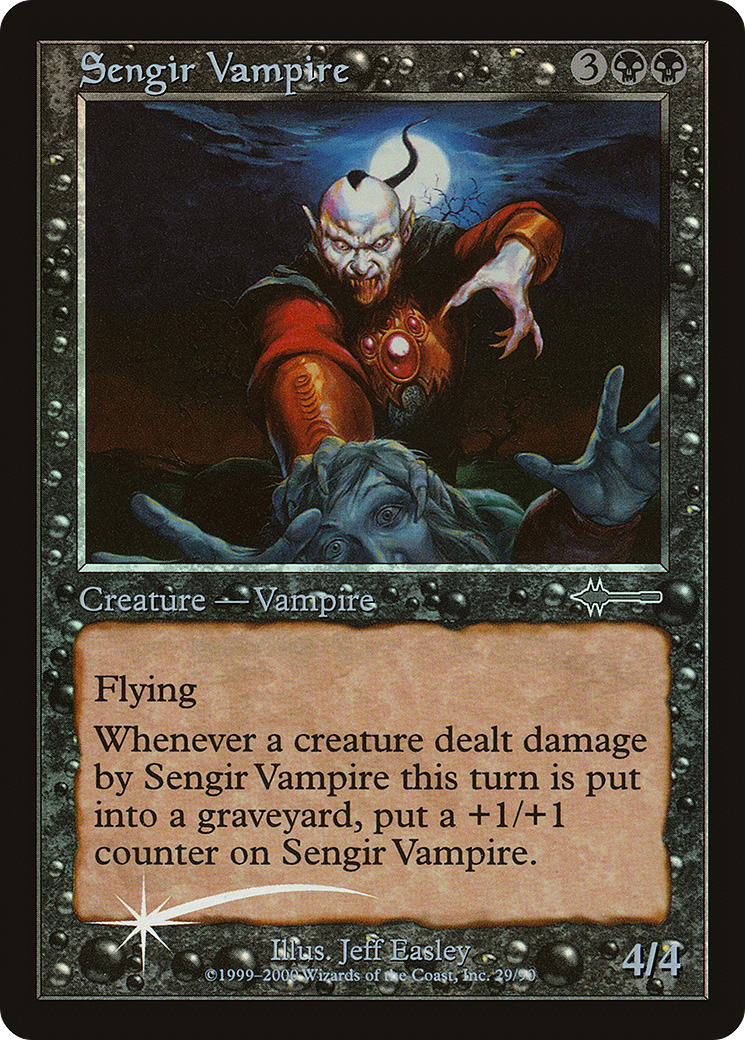 Sengir Vampire 3
Creature — Vampire
Flying
Whenever a creature dealt damage
by Sengir Vampire this turn is put
into a graveyard, put a +1/+1
counter on Sengir Vampire.
Illus. Jeff Easley
©1999–2000 Wizards of the Coast, Inc. 29/90
4/4